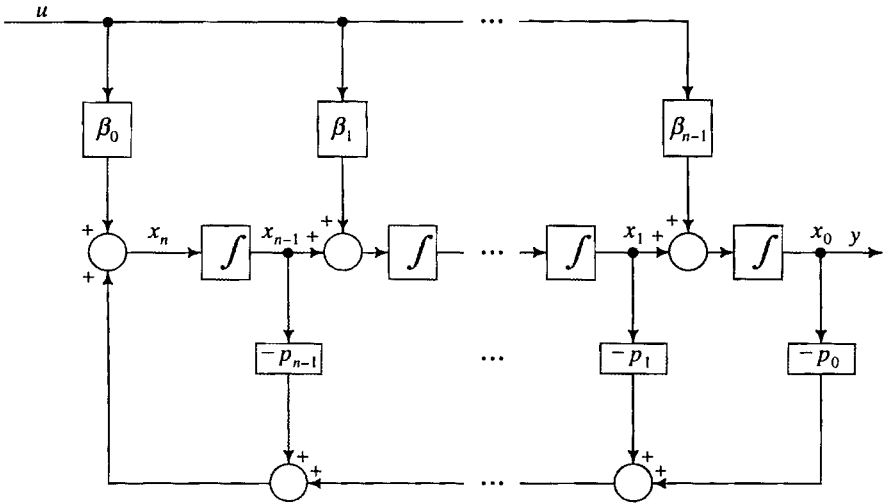 u ...
β₀ β₁ βₙ₋₁
+ + +
xₙ ∫ xₙ₋₁ + ∫ ... ∫ x₁ + ∫ x₀ y
+
−pₙ₋₁ ... −p₁ −p₀
+ + ... + +